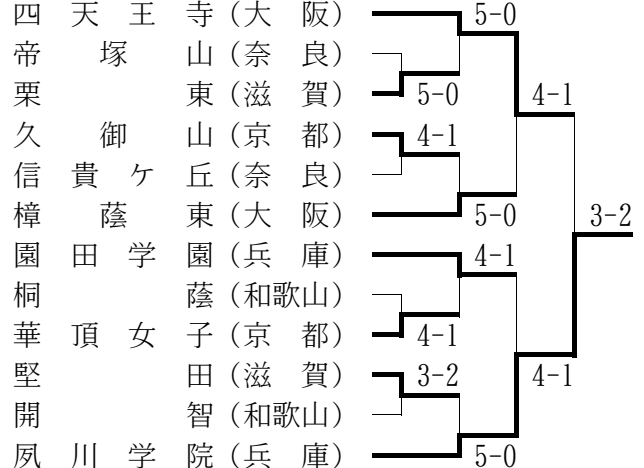 四天王寺(大阪) 5-0
帝塚山(奈良)
栗東(滋賀) 5-0 4-1
久御山(京都) 4-1
信貴ケ丘(奈良)
樟蔭東(大阪) 5-0 3-2
園田学園(兵庫) 4-1
桐蔭(和歌山)
華頂女子(京都) 4-1
堅田(滋賀) 3-2 4-1
開智(和歌山)
夙川学院(兵庫) 5-0